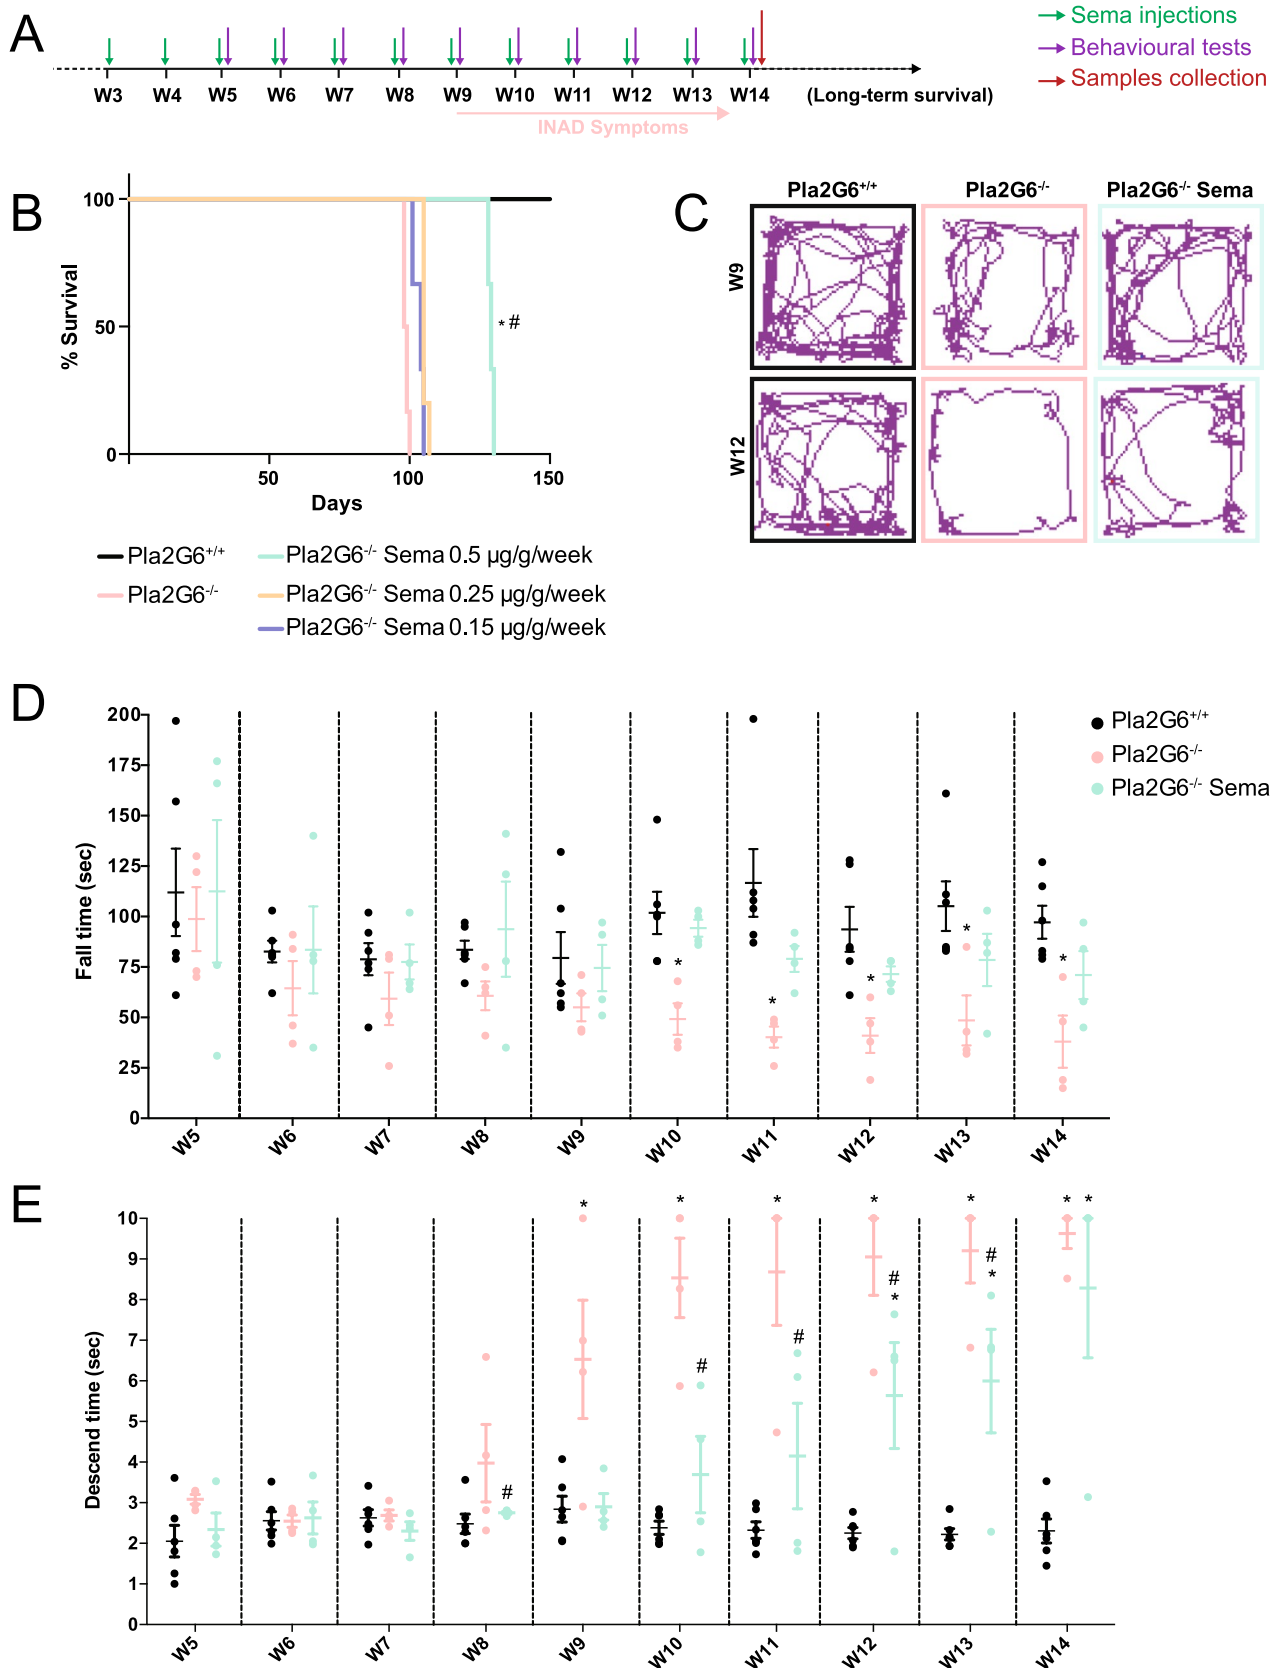 A
Sema injections
Behavioural tests
Samples collection
W3 W4 W5 W6 W7 W8 W9 W10 W11 W12 W13 W14 (Long-term survival)
INAD Symptoms
B
100
50
0
% Survival
50 100 150
Days
Pla2G6+/+
Pla2G6-/-
Pla2G6-/- Sema 0.5 µg/g/week
Pla2G6-/- Sema 0.25 µg/g/week
Pla2G6-/- Sema 0.15 µg/g/week
* #
C
Pla2G6+/+ Pla2G6-/- Pla2G6-/- Sema
W9
W12
D
200
175
150
125
100
75
50
25
0
Fall time (sec)
Pla2G6+/+
Pla2G6-/-
Pla2G6-/- Sema
* * * * *
W5 W6 W7 W8 W9 W10 W11 W12 W13 W14
E
10
9
8
7
6
5
4
3
2
1
0
Descend time (sec)
* * * * * * *
# #
* *
# #
#
W5 W6 W7 W8 W9 W10 W11 W12 W13 W14